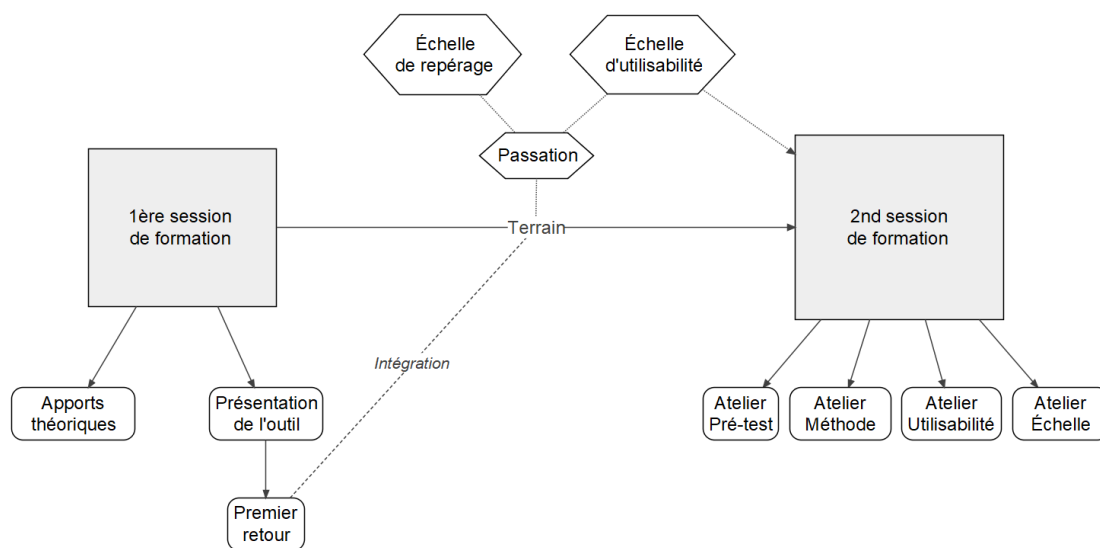 Échelle
de repérage
Échelle
d'utilisabilité
Passation
1ère session
de formation
Terrain
2nd session
de formation
Intégration
Apports
théoriques
Présentation
de l'outil
Atelier
Pré-test
Atelier
Méthode
Atelier
Utilisabilité
Atelier
Échelle
Premier
retour